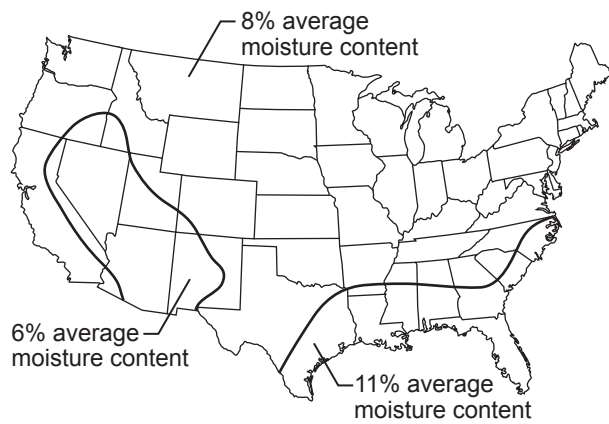 8% average
moisture content
6% average
moisture content
11% average
moisture content